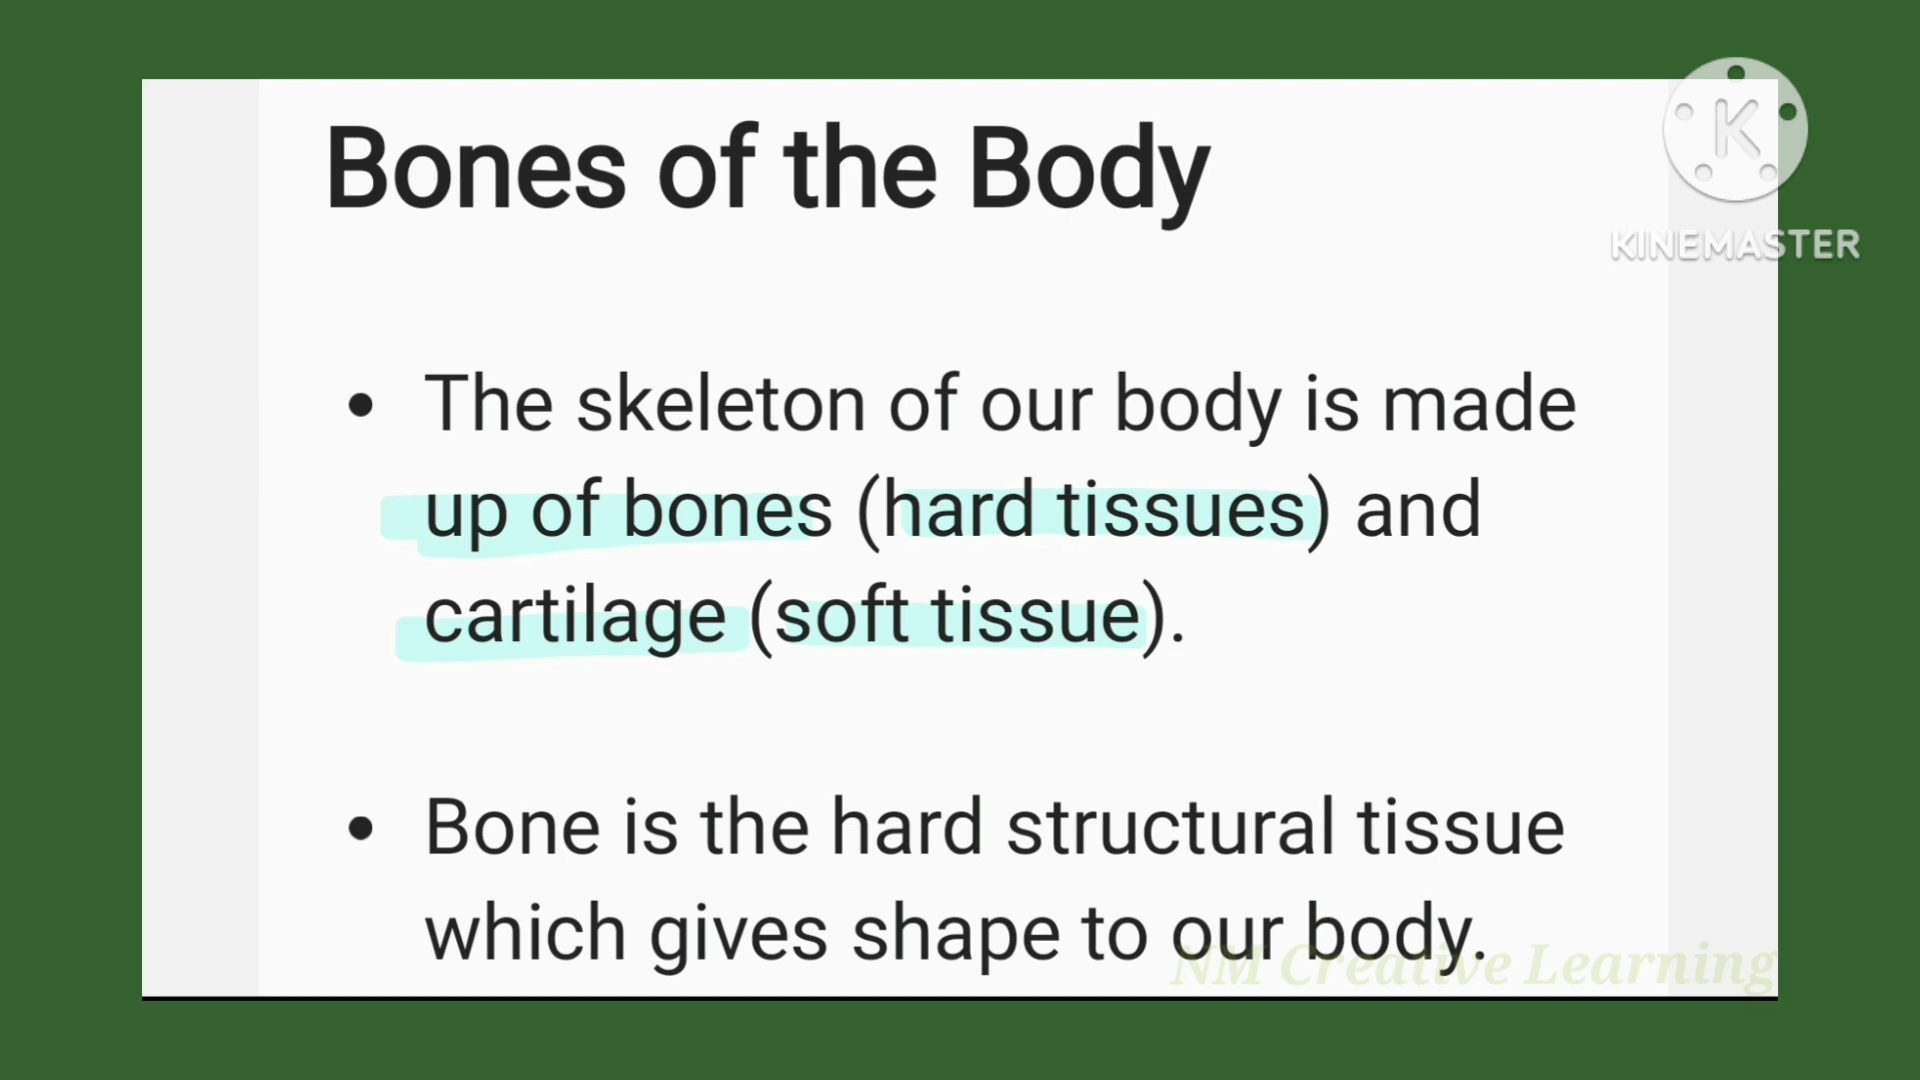 Bones of the Body
K
KINEMASTER
• The skeleton of our body is made
up of bones (hard tissues) and
cartilage (soft tissue).
• Bone is the hard structural tissue
which gives shape to our body.
NM Creative Learning